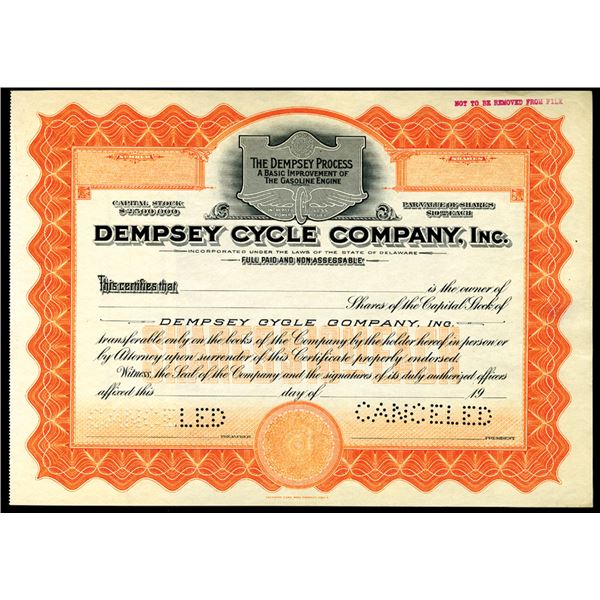 NOT TO BE REMOVED FROM FILE
NUMBER
SHARES
THE DEMPSEY PROCESS
A BASIC IMPROVEMENT OF
THE GASOLINE ENGINE
CAPITAL STOCK
$2,500,000
PAR VALUE OF SHARES
$10.00 EACH
DEMPSEY CYCLE COMPANY, INC.
INCORPORATED UNDER THE LAWS OF THE STATE OF DELAWARE
FULL PAID AND NON-ASSESSABLE
This certifies that is the owner of
Shares of the Capital Stock of
DEMPSEY CYCLE COMPANY, INC.
transferable only on the books of the Company by the holder hereof in person or
by Attorney upon surrender of this Certificate properly endorsed.
Witness, the Seal of the Company and the signatures of its duly authorized officers
affixed this day of 19
CANCELED
CANCELED
TREASURER
PRESIDENT